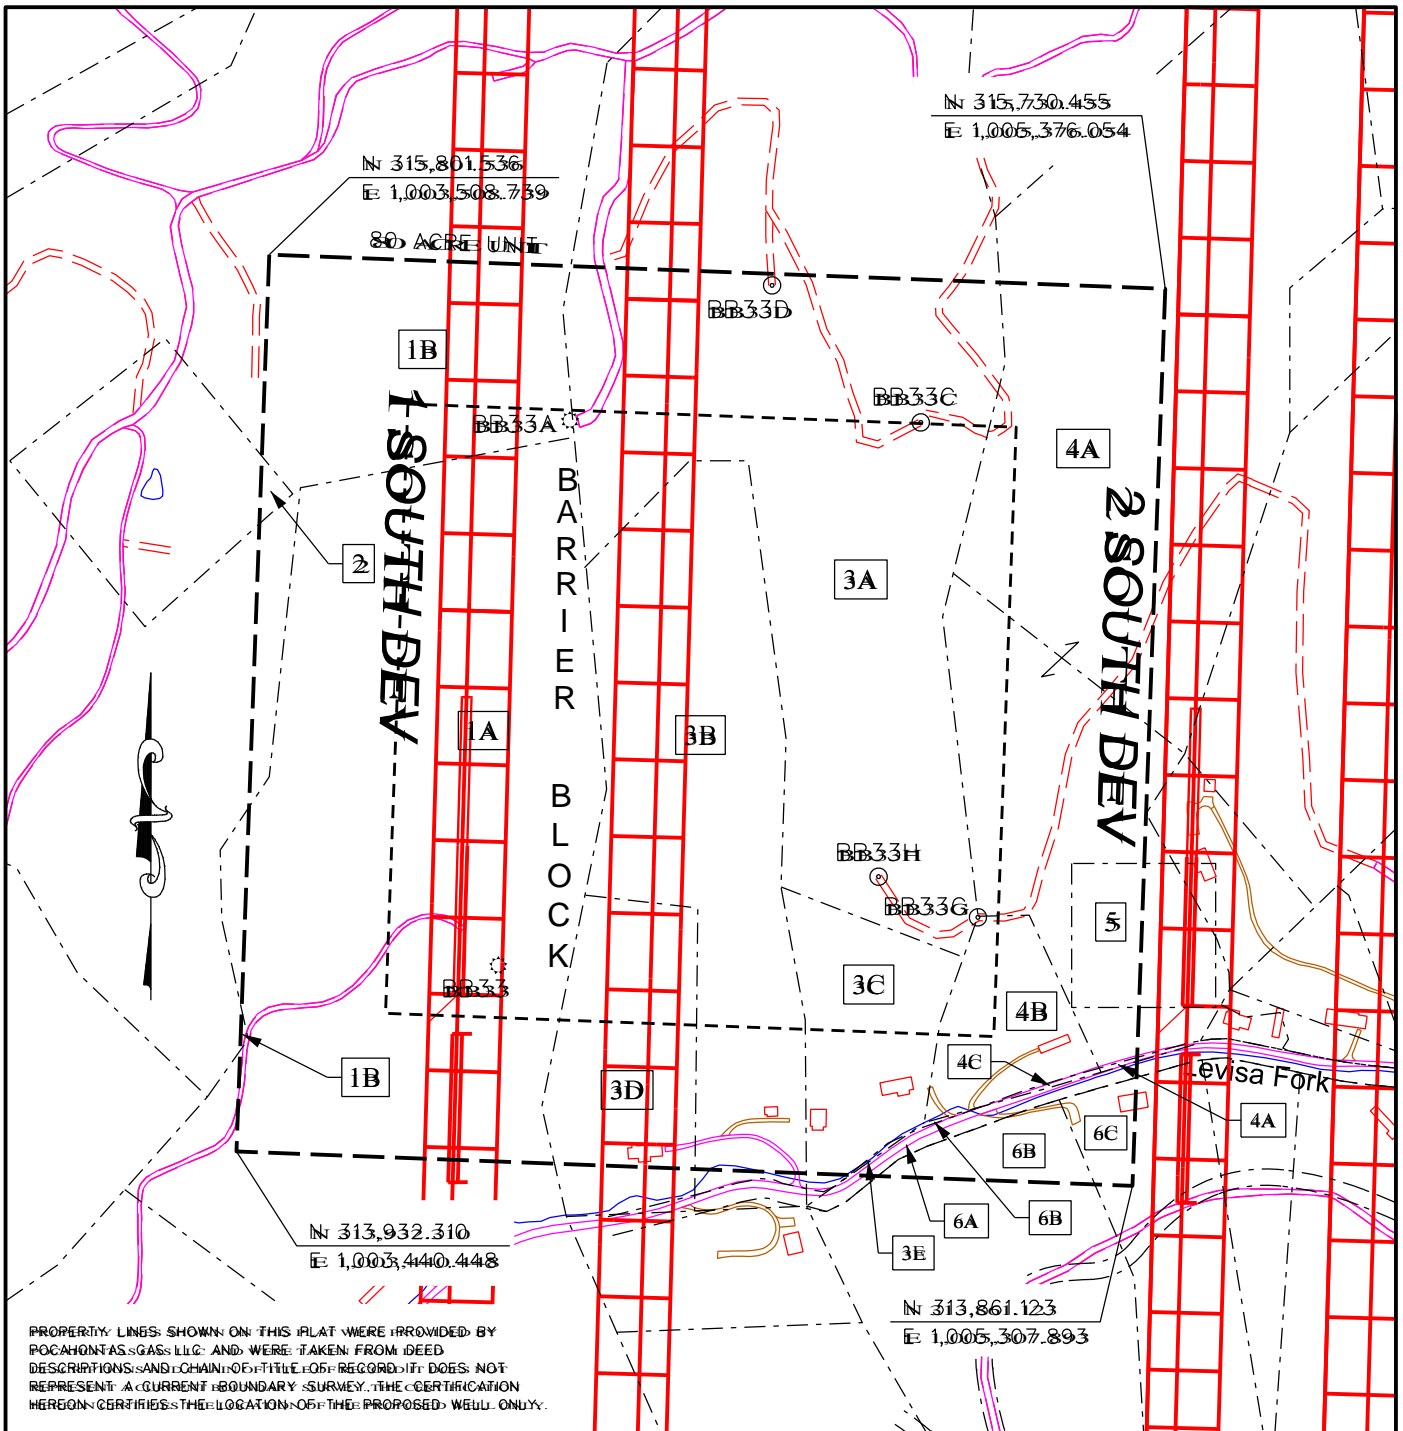 N 315,730.455
E 1,005,376.054
N 315,801.536
E 1,003,508.739
80 ACRE UNIT
BB33D
1B
BB33C
1 SOUTH DEV
BB33A
4A
BARRIER BLOCK
2 SOUTH DEV
2
3A
1A
3B
BB33H
BB33G
5
BB33
3C
4B
4C
Levisa Fork
1B
3D
4A
6C
6B
6A
6B
3E
N 313,932.310
E 1,003,440.448
N 313,861.123
E 1,005,307.893
PROPERTY LINES SHOWN ON THIS PLAT WERE PROVIDED BY
POCAHONTAS GAS LLC AND WERE TAKEN FROM DEED
DESCRIPTIONS AND CHAIN OF TITLE OF RECORD IT DOES NOT
REPRESENT A CURRENT BOUNDARY SURVEY. THE CERTIFICATION
HEREON CERTIFIES THE LOCATION OF THE PROPOSED WELL ONLY.